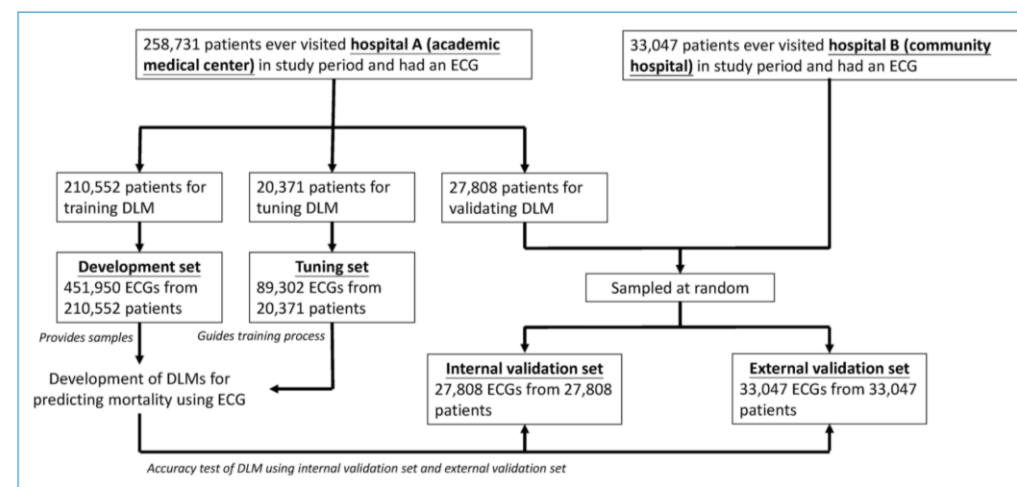 258,731 patients ever visited hospital A (academic
medical center) in study period and had an ECG
33,047 patients ever visited hospital B (community
hospital) in study period and had an ECG
210,552 patients for
training DLM
20,371 patients for
tuning DLM
27,808 patients for
validating DLM
Development set
451,950 ECGs from
210,552 patients
Tuning set
89,302 ECGs from
20,371 patients
Sampled at random
Provides samples
Guides training process
Development of DLMs for
predicting mortality using ECG
Internal validation set
27,808 ECGs from 27,808
patients
External validation set
33,047 ECGs from 33,047
patients
Accuracy test of DLM using internal validation set and external validation set